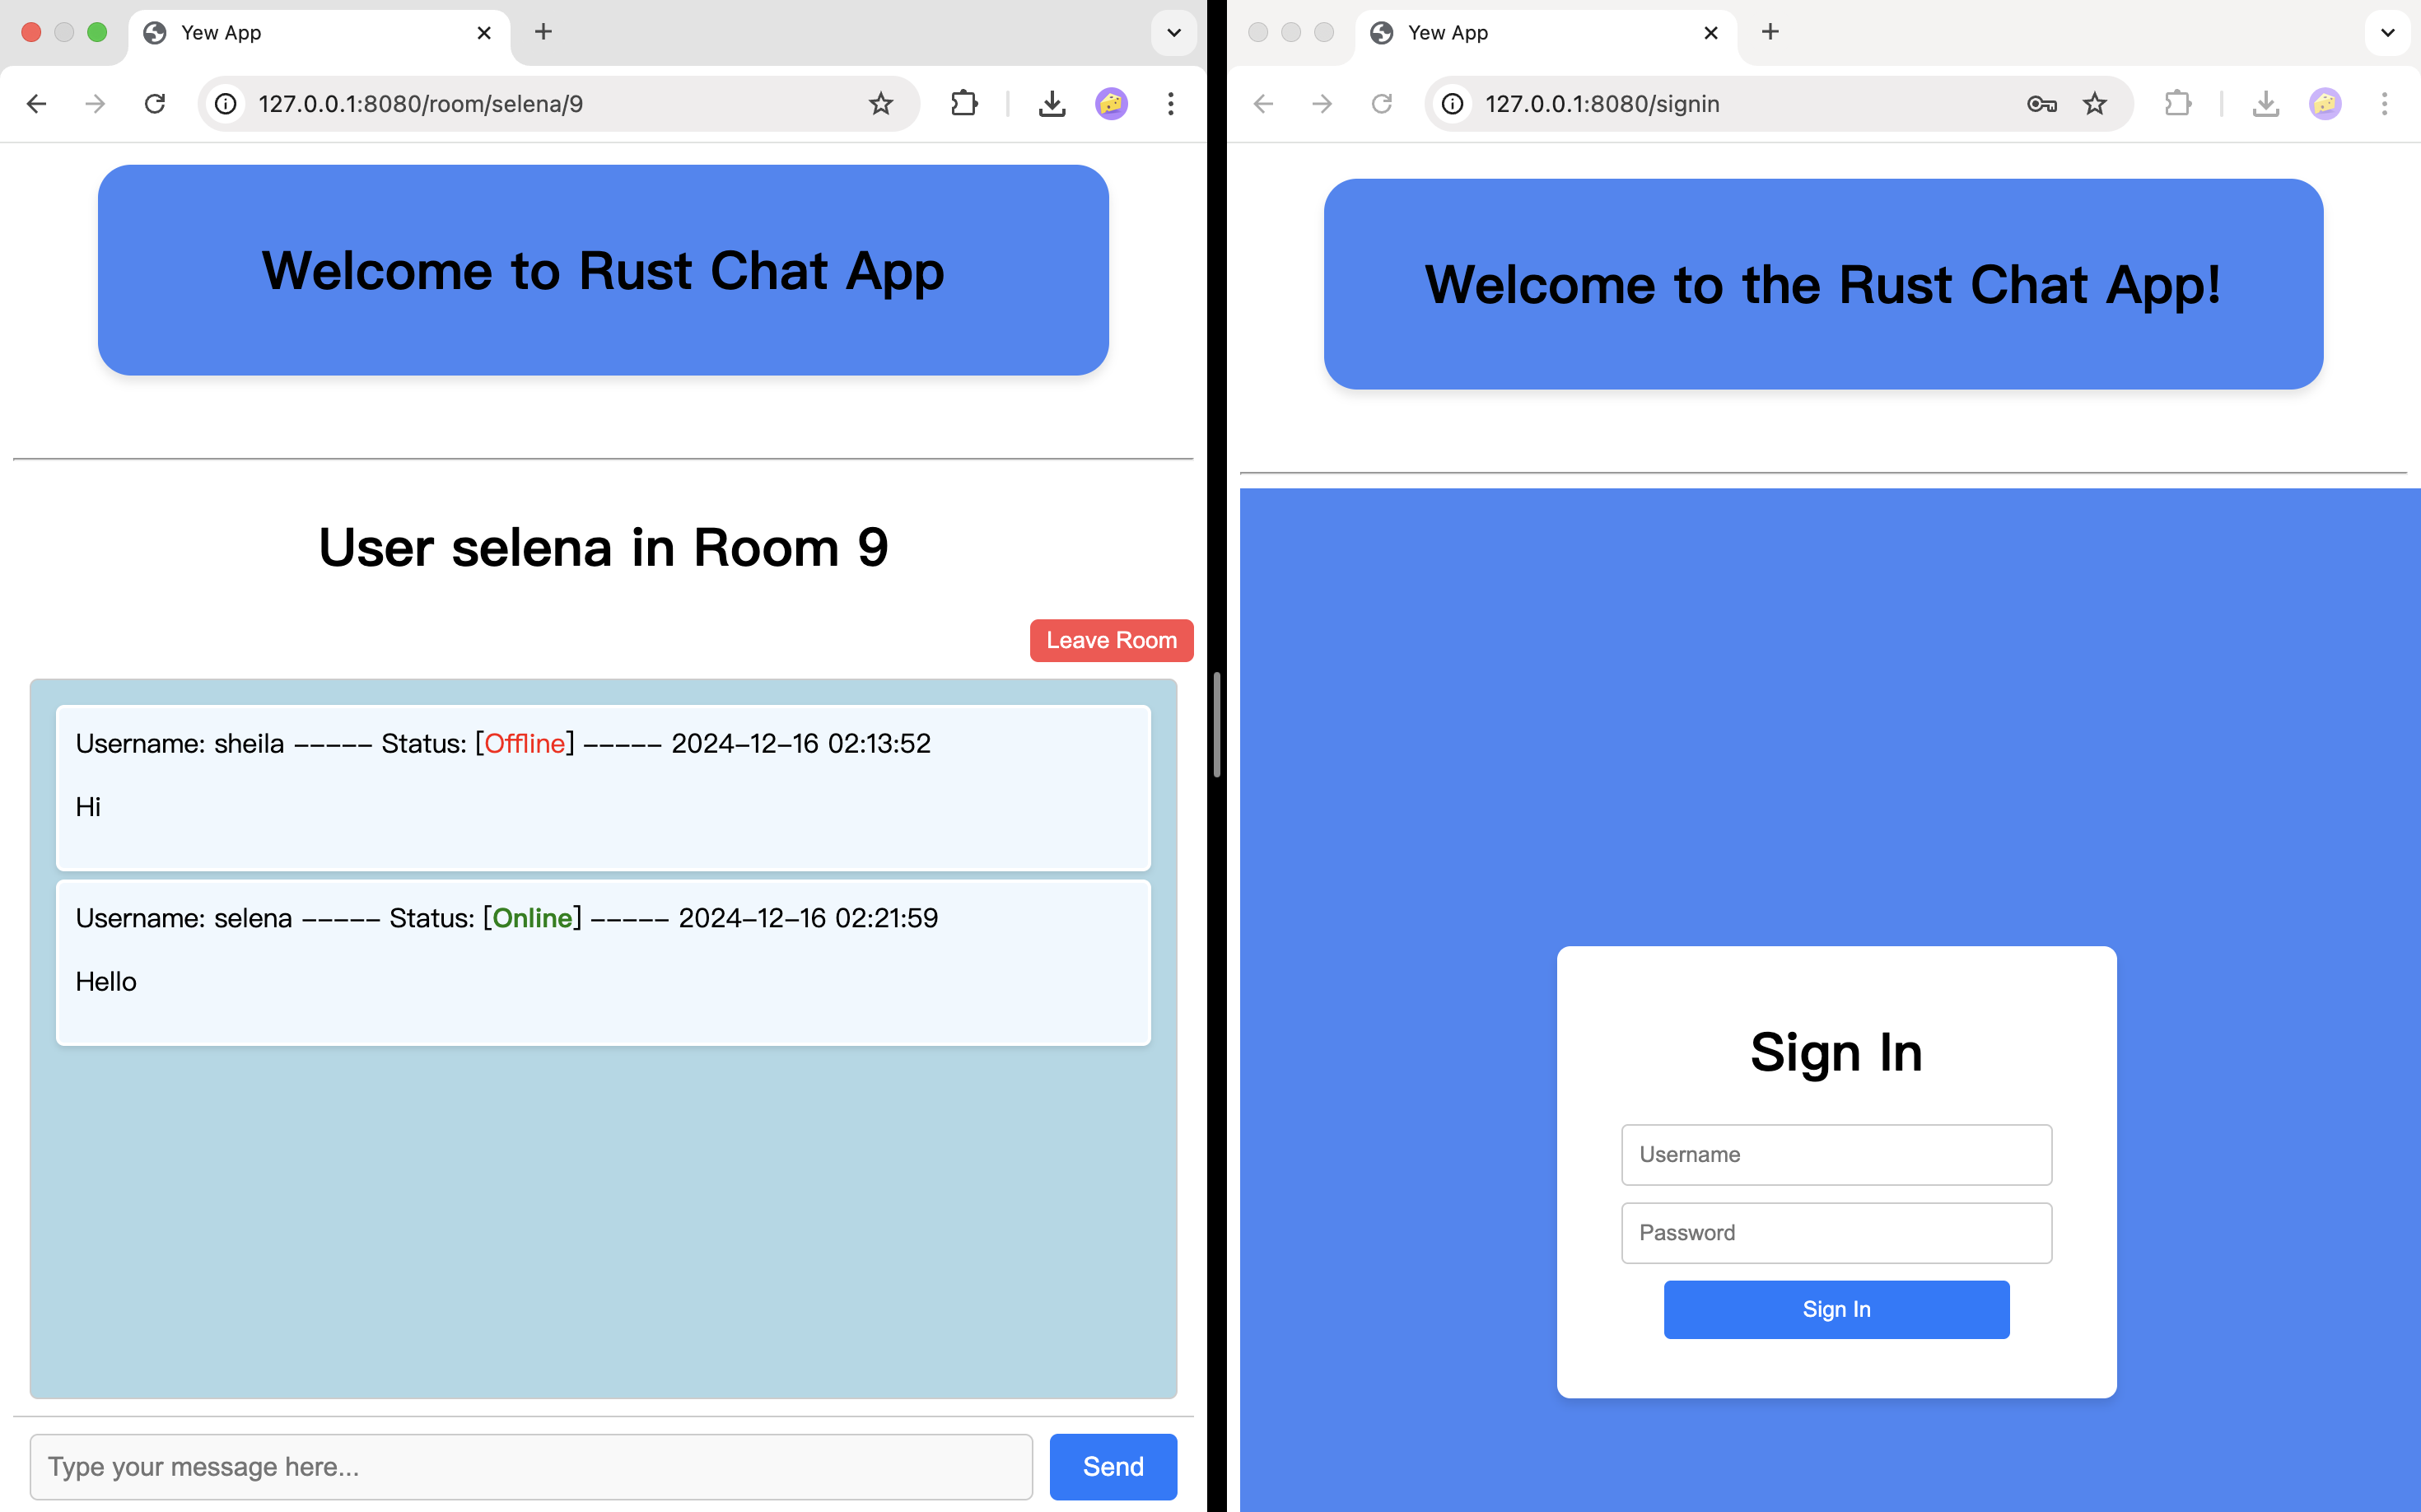 Yew App
127.0.0.1:8080/room/selena/9
Welcome to Rust Chat App
User selena in Room 9
Leave Room
Username: sheila ----- Status: [Offline] ----- 2024-12-16 02:13:52
Hi
Username: selena ----- Status: [Online] ----- 2024-12-16 02:21:59
Hello
Type your message here...
Send
Yew App
127.0.0.1:8080/signin
Welcome to the Rust Chat App!
Sign In
Username
Password
Sign In